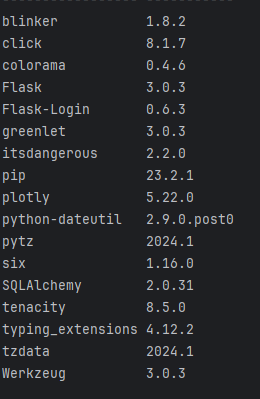 blinker 1.8.2
click 8.1.7
colorama 0.4.6
Flask 3.0.3
Flask-Login 0.6.3
greenlet 3.0.3
itsdangerous 2.2.0
pip 23.2.1
plotly 5.22.0
python-dateutil 2.9.0.post0
pytz 2024.1
six 1.16.0
SQLAlchemy 2.0.31
tenacity 8.5.0
typing_extensions 4.12.2
tzdata 2024.1
Werkzeug 3.0.3